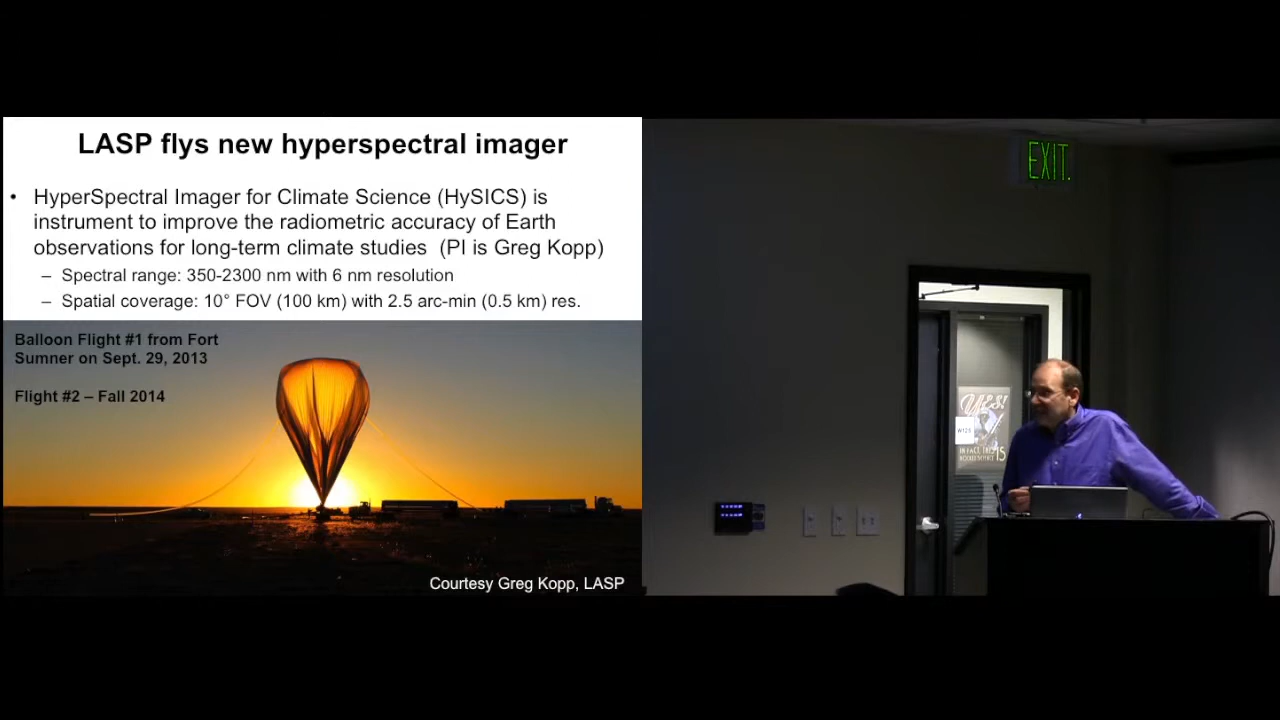 LASP flys new hyperspectral imager
• HyperSpectral Imager for Climate Science (HySICS) is
instrument to improve the radiometric accuracy of Earth
observations for long-term climate studies (PI is Greg Kopp)
– Spectral range: 350-2300 nm with 6 nm resolution
– Spatial coverage: 10° FOV (100 km) with 2.5 arc-min (0.5 km) res.
Balloon Flight #1 from Fort
Sumner on Sept. 29, 2013
Flight #2 – Fall 2014
Courtesy Greg Kopp, LASP
EXIT
YES!